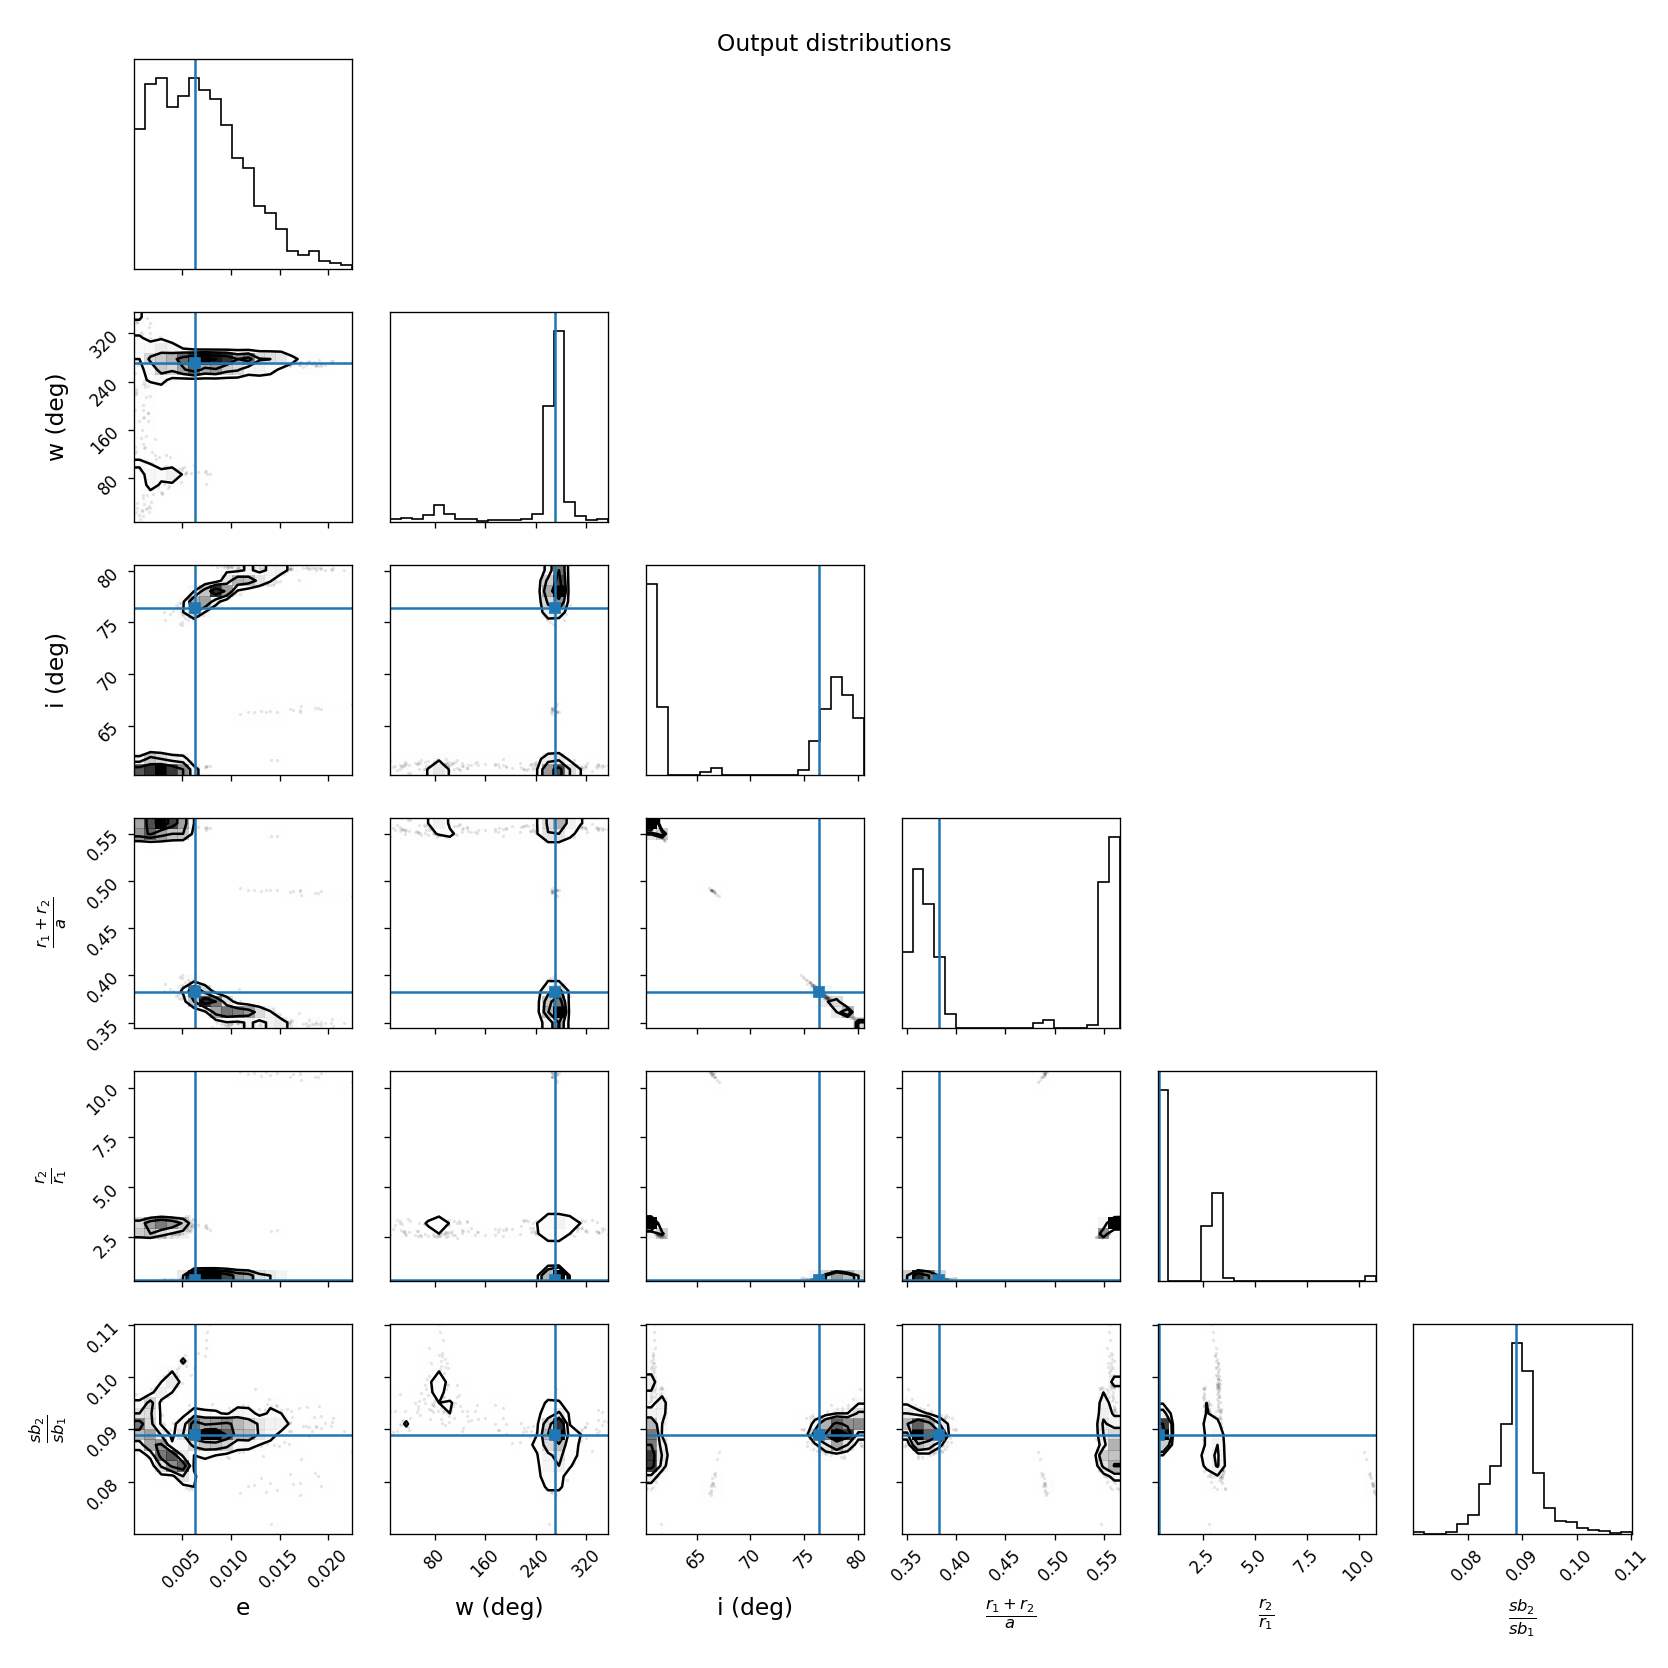 Output distributions
w (deg)
320
240
160
80
i (deg)
80
75
70
65
r₁ + r₂
a
0.55
0.50
0.45
0.40
0.35
r₂
r₁
10.0
7.5
5.0
2.5
sb₂
sb₁
0.11
0.10
0.09
0.08
0.005 0.010 0.015 0.020 80 160 240 320 65 70 75 80 0.35 0.40 0.45 0.50 0.55 2.5 5.0 7.5 10.0 0.08 0.09 0.10 0.11
e w (deg) i (deg) r₁ + r₂ r₂ sb₂
a r₁ sb₁